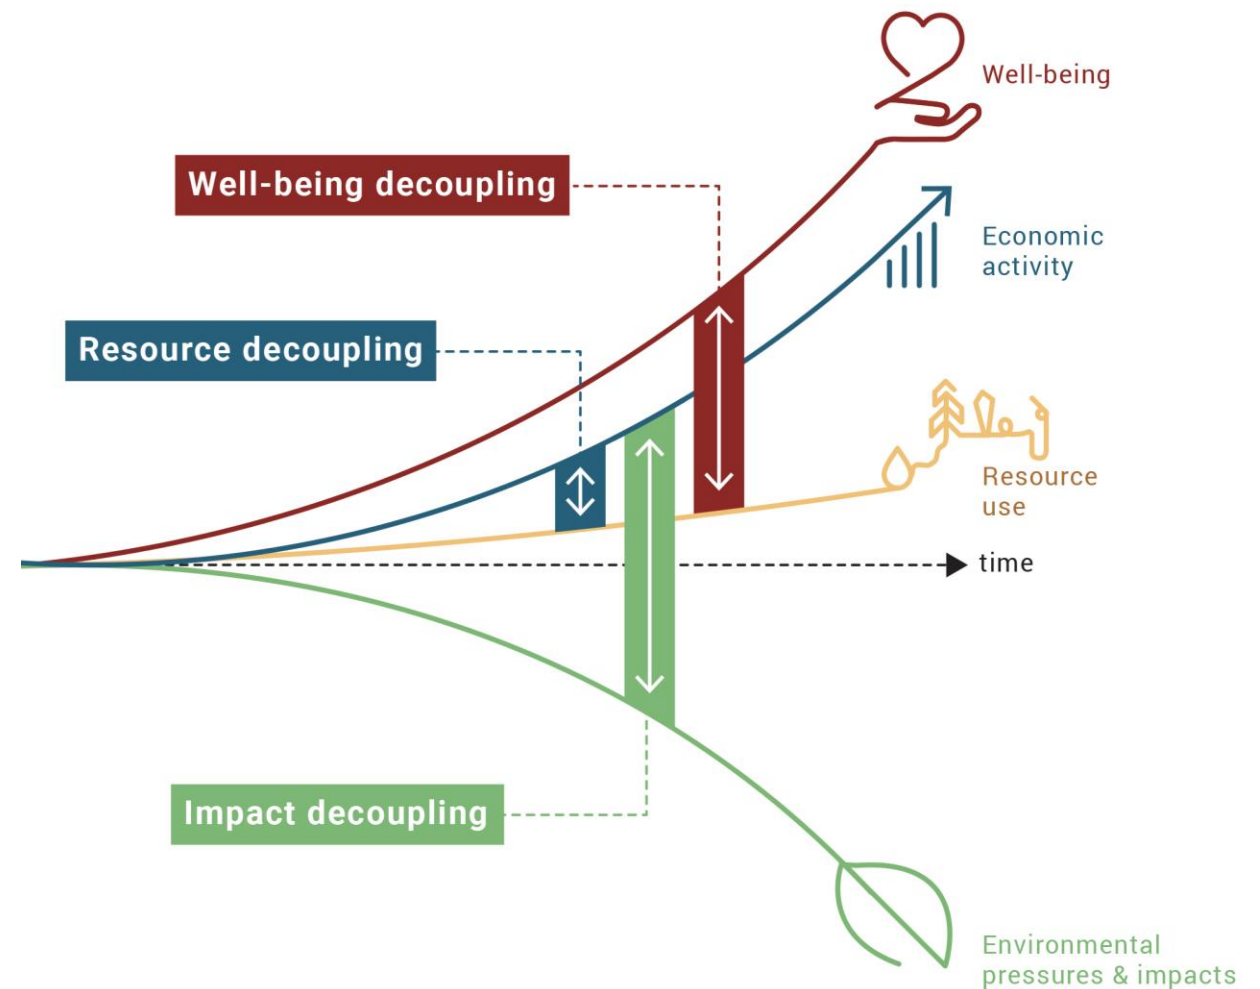 Well-being
Well-being decoupling
Economic
activity
Resource decoupling
Resource
use
time
Impact decoupling
Environmental
pressures & impacts